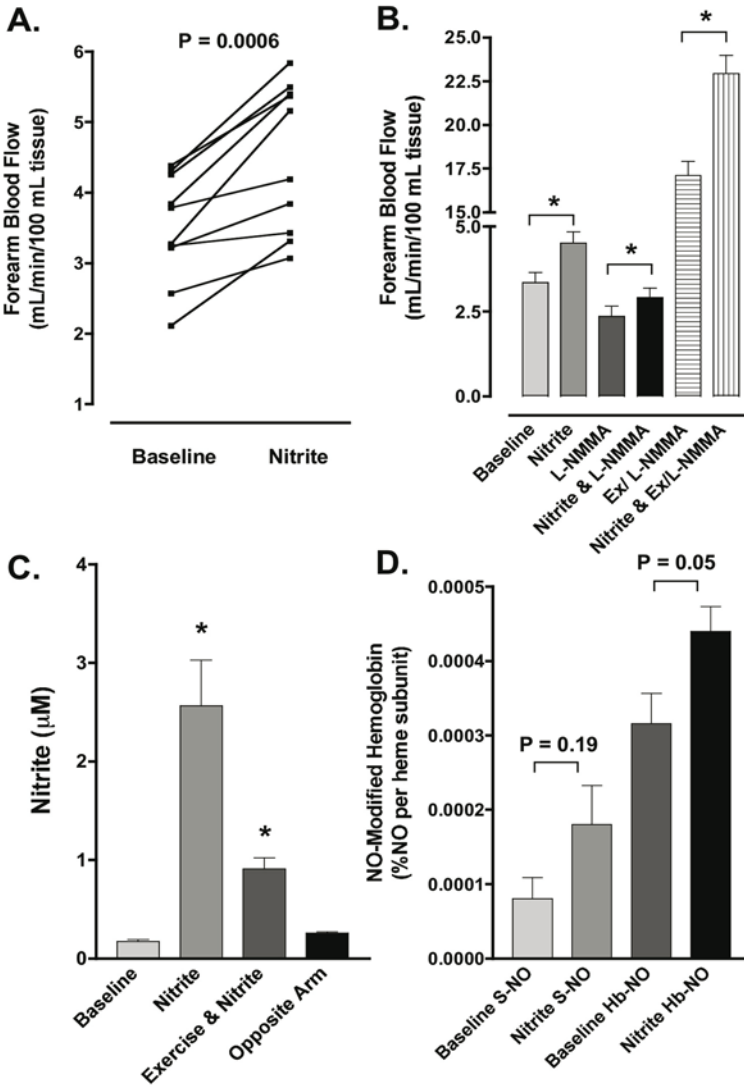 A.
P = 0.0006
Forearm Blood Flow
(mL/min/100 mL tissue)
6
5
4
3
2
1
Baseline
Nitrite
B.
Forearm Blood Flow
(mL/min/100 mL tissue)
25.0
22.5
20.0
17.5
15.0
5.0
2.5
0.0
*
*
*
Baseline
Nitrite
L-NMMA
Nitrite & L-NMMA
Ex/ L-NMMA
Nitrite & Ex/L-NMMA
C.
Nitrite (μM)
4
3
2
1
0
*
*
Baseline
Nitrite
Exercise & Nitrite
Opposite Arm
D.
NO-Modified Hemoglobin
(%NO per heme subunit)
0.0005
0.0004
0.0003
0.0002
0.0001
0.0000
P = 0.19
P = 0.05
Baseline S-NO
Nitrite S-NO
Baseline Hb-NO
Nitrite Hb-NO